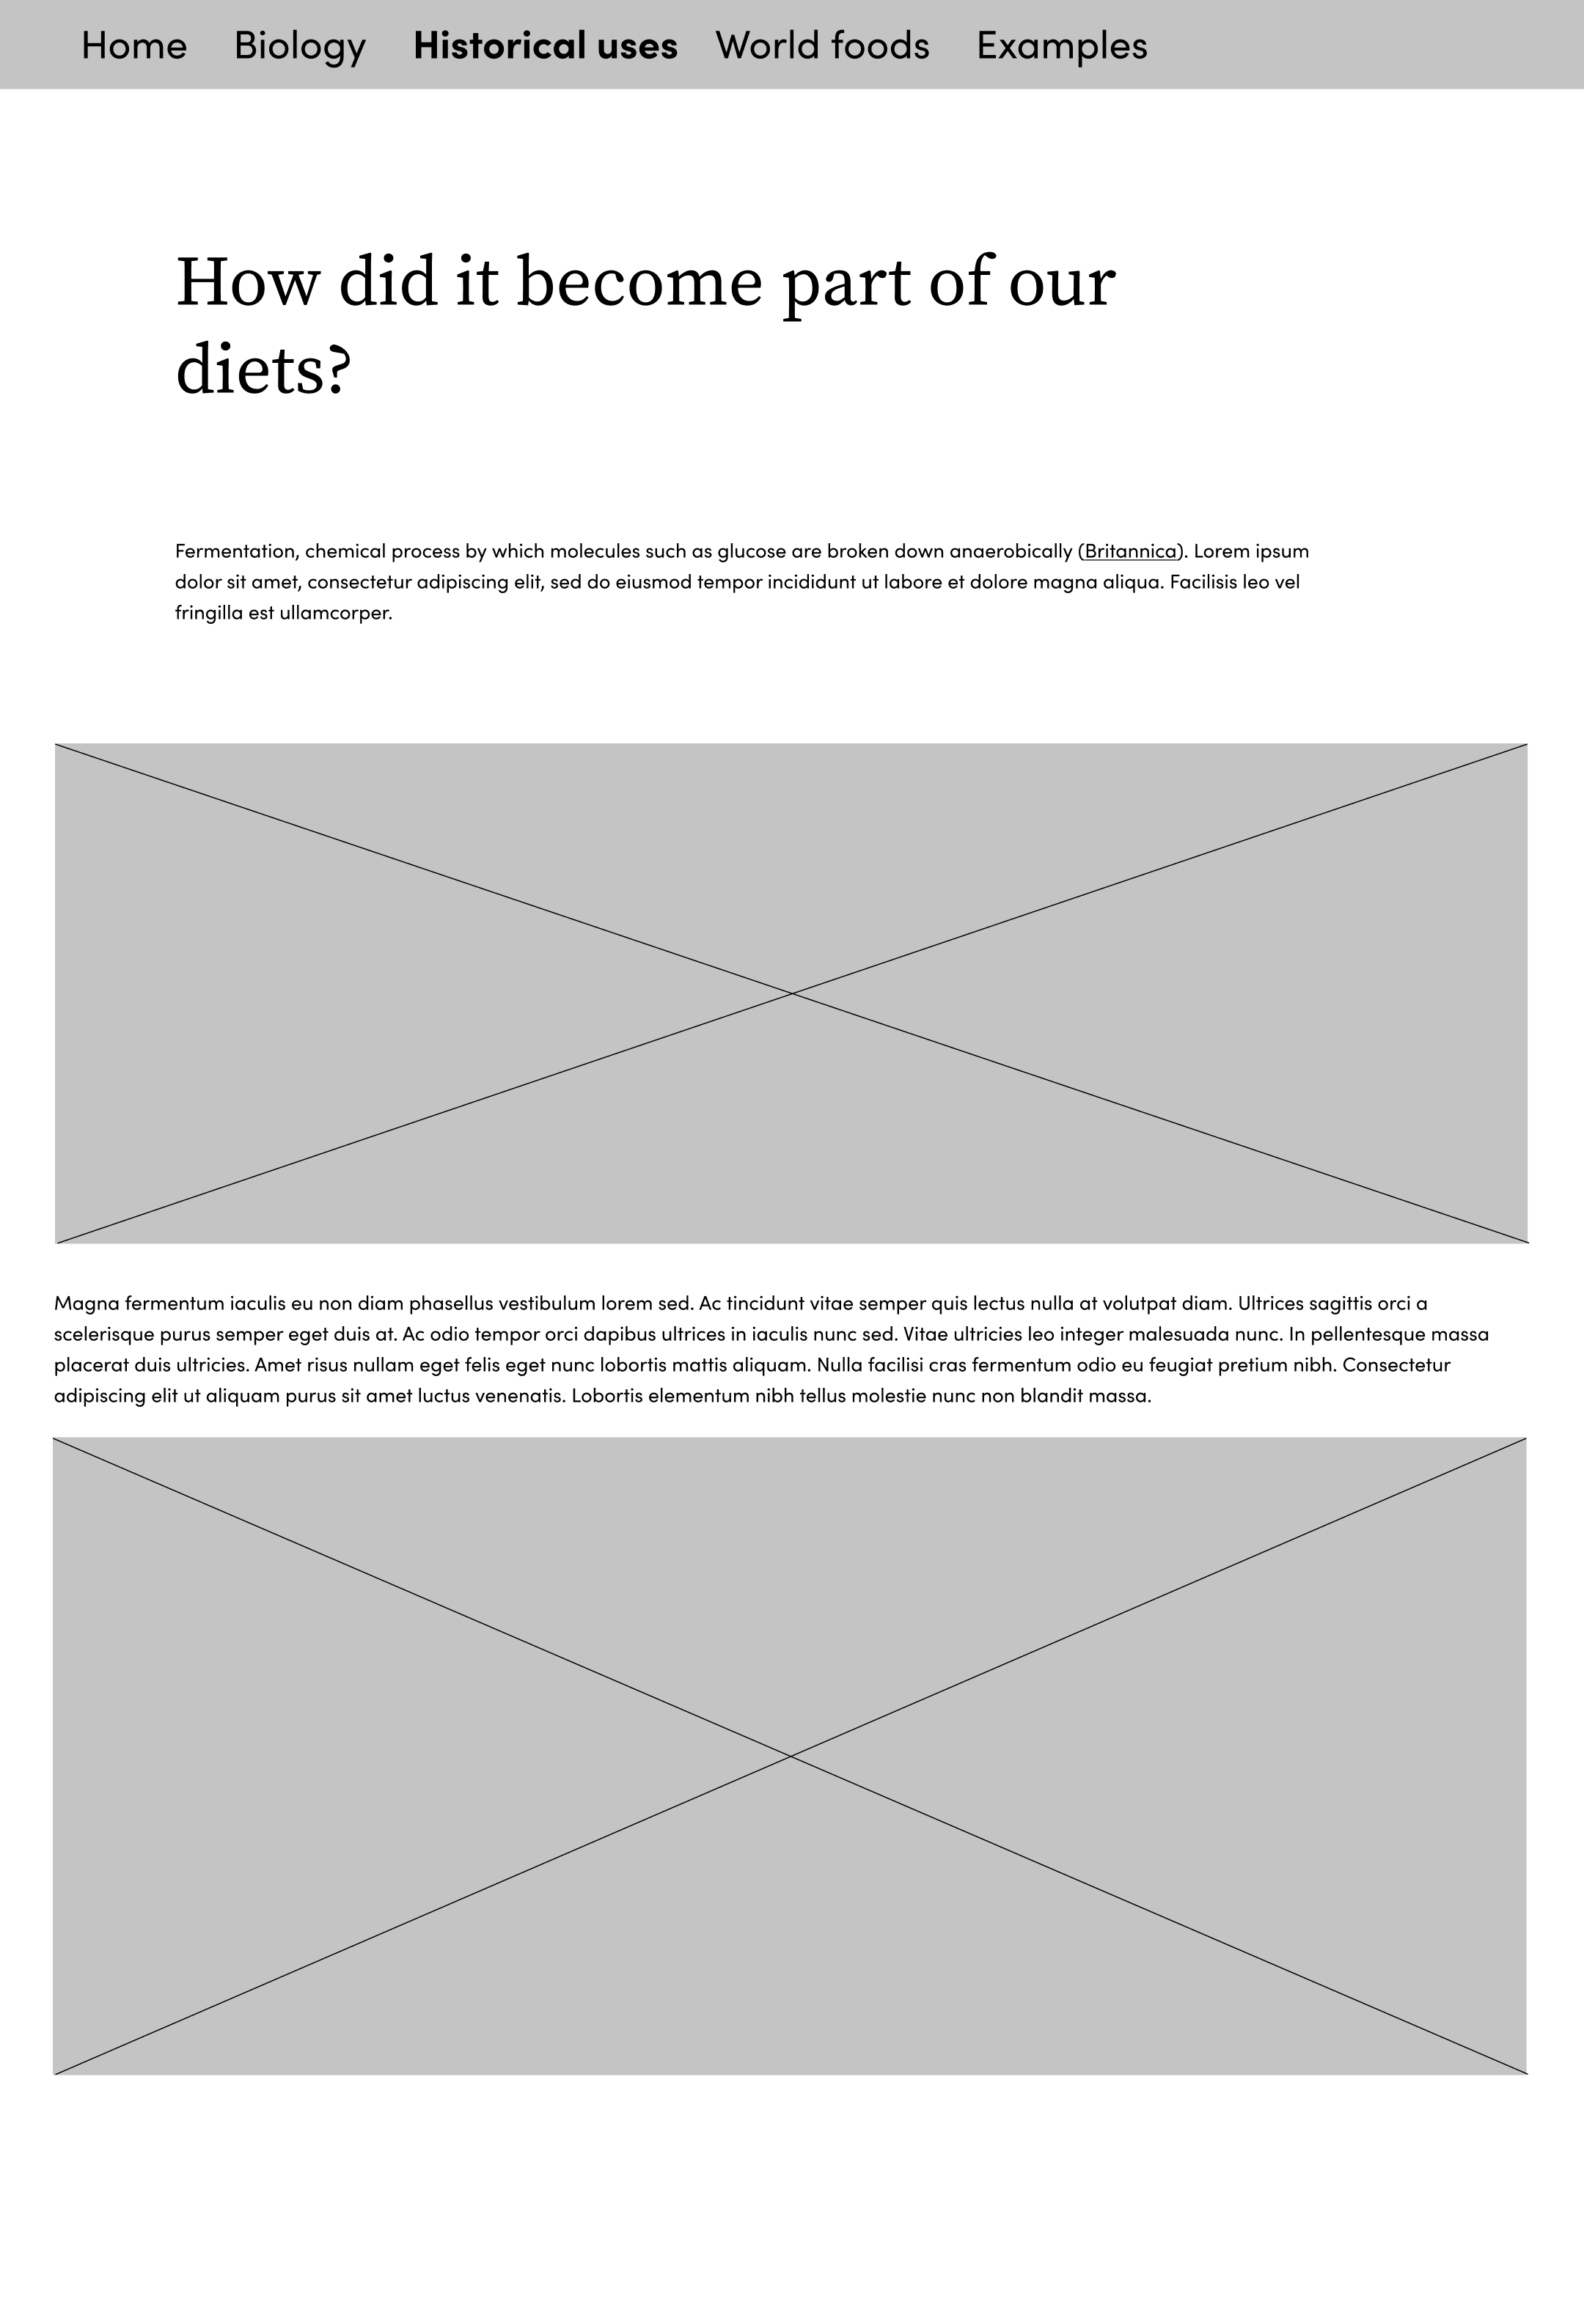 Home Biology Historical uses World foods Examples
How did it become part of our
diets?
Fermentation, chemical process by which molecules such as glucose are broken down anaerobically (Britannica). Lorem ipsum
dolor sit amet, consectetur adipiscing elit, sed do eiusmod tempor incididunt ut labore et dolore magna aliqua. Facilisis leo vel
fringilla est ullamcorper.
Magna fermentum iaculis eu non diam phasellus vestibulum lorem sed. Ac tincidunt vitae semper quis lectus nulla at volutpat diam. Ultrices sagittis orci a
scelerisque purus semper eget duis at. Ac odio tempor orci dapibus ultrices in iaculis nunc sed. Vitae ultricies leo integer malesuada nunc. In pellentesque massa
placerat duis ultricies. Amet risus nullam eget felis eget nunc lobortis mattis aliquam. Nulla facilisi cras fermentum odio eu feugiat pretium nibh. Consectetur
adipiscing elit ut aliquam purus sit amet luctus venenatis. Lobortis elementum nibh tellus molestie nunc non blandit massa.